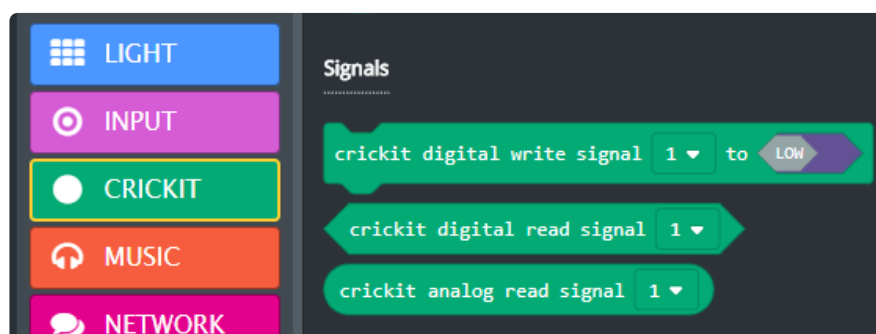 LIGHT
INPUT
CRICKIT
MUSIC
NETWORK
Signals
crickit digital write signal 1 to LOW
crickit digital read signal 1
crickit analog read signal 1